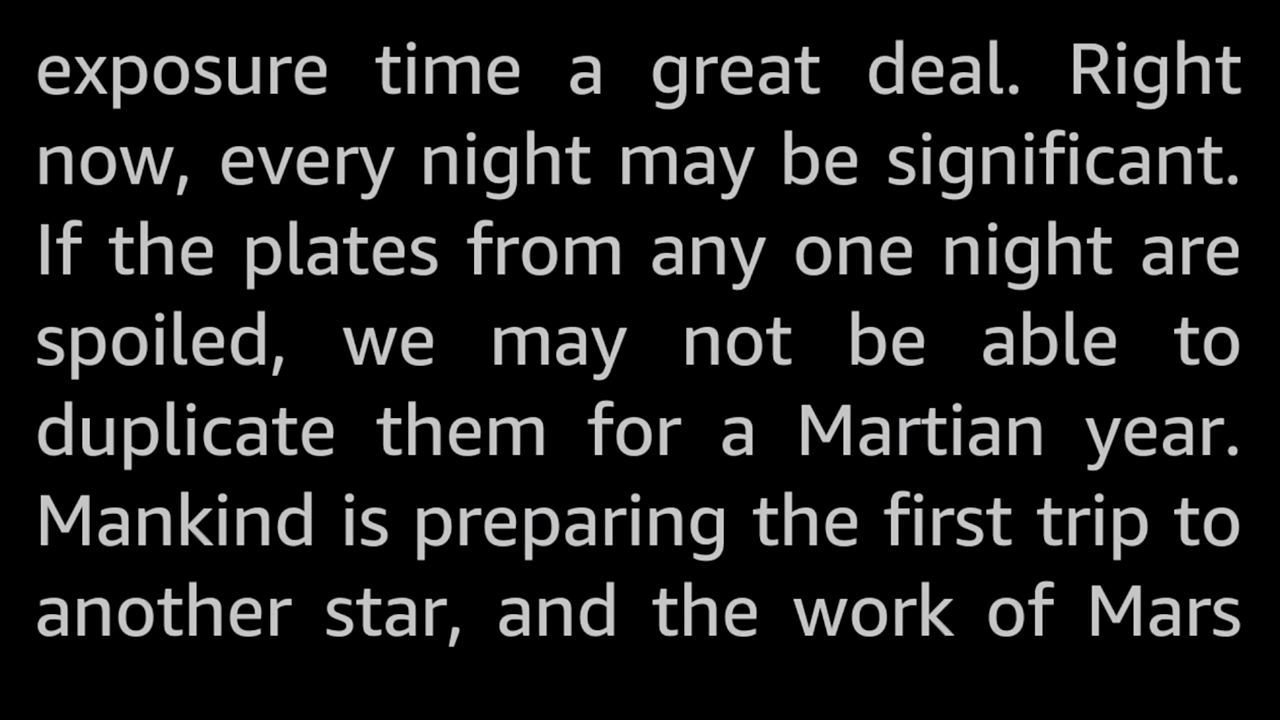 exposure time a great deal. Right
now, every night may be significant.
If the plates from any one night are
spoiled, we may not be able to
duplicate them for a Martian year.
Mankind is preparing the first trip to
another star, and the work of Mars